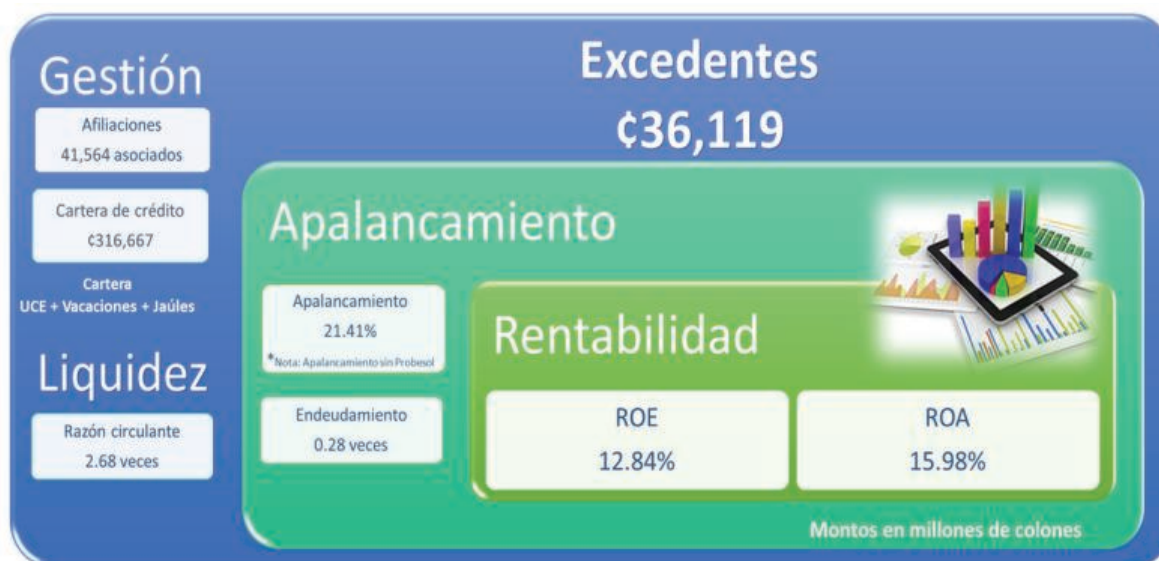 Gestión
Afiliaciones
41,564 asociados
Cartera de crédito
¢316,667
Cartera
UCE + Vacaciones + Jaúles
Liquidez
Razón circulante
2.68 veces
Excedentes
¢36,119
Apalancamiento
Apalancamiento
21.41%
*Nota: Apalancamiento sin Probesol
Endeudamiento
0.28 veces
Rentabilidad
ROE
12.84%
ROA
15.98%
Montos en millones de colones